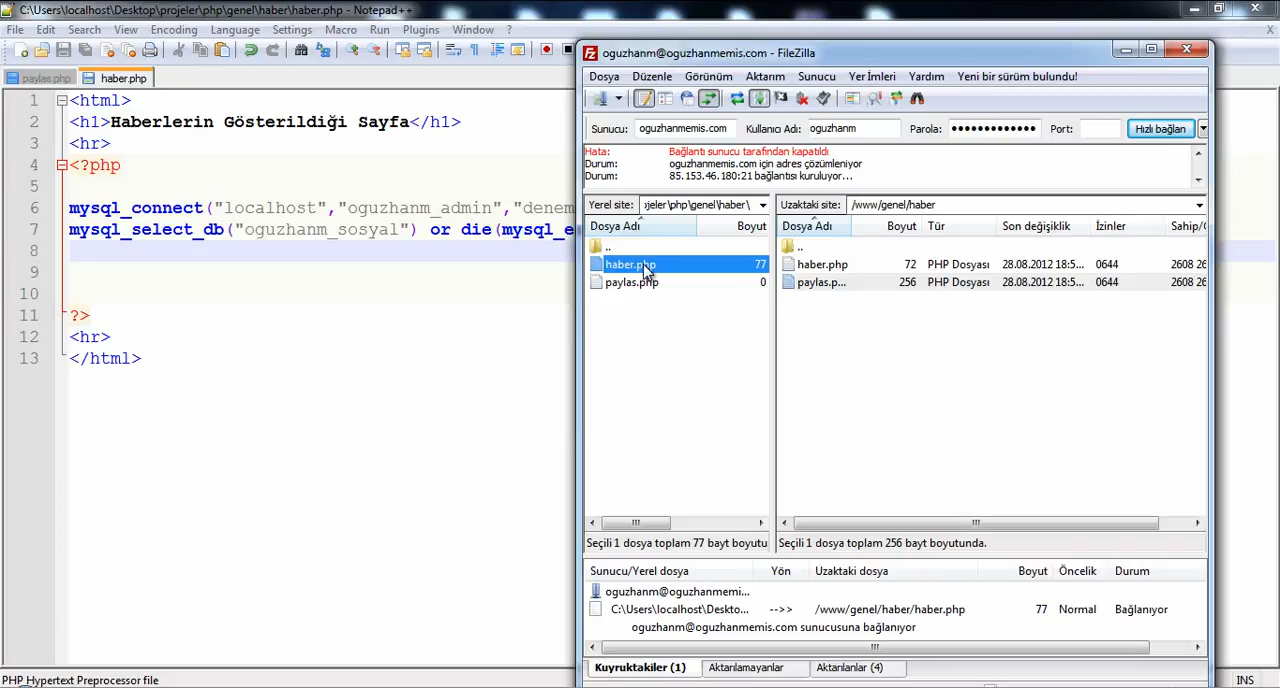 C:\Users\localhost\Desktop\projeler\php\genel\haber\haber.php - Notepad++
File Edit Search View Encoding Language Settings Macro Run Plugins Window ? X
paylas.php haber.php
1 <html>
2 <h1>Haberlerin Gösterildiği Sayfa</h1>
3 <hr>
4 <?php
5
6 mysql_connect("localhost","oguzhanm_admin","denem
7 mysql_select_db("oguzhanm_sosyal") or die(mysql_e
8
9
10
11 ?>
12 <hr>
13 </html>
PHP Hypertext Preprocessor file
INS
oguzhanm@oguzhanmemis.com - FileZilla
Dosya Düzenle Görünüm Aktarım Sunucu Yer İmleri Yardım Yeni bir sürüm bulundu!
Sunucu: oguzhanmemis.com Kullanıcı Adı: oguzhanm Parola: ●●●●●●●●●●●●● Port: Hızlı bağlan
Hata: Bağlantı sunucu tarafından kapatıldı
Durum: oguzhanmemis.com için adres çözümleniyor
Durum: 85.153.46.180:21 bağlantısı kuruluyor...
Yerel site: jeler\php\genel\haber\
Dosya Adı Boyut
..
haber.php 77
paylas.php 0
Seçili 1 dosya toplam 77 bayt boyutu
Uzaktaki site: /www/genel/haber
Dosya Adı Boyut Tür Son değişiklik İzinler Sahip/G
..
haber.php 72 PHP Dosyası 28.08.2012 18:5... 0644 2608 26
paylas.p... 256 PHP Dosyası 28.08.2012 18:5... 0644 2608 26
Seçili 1 dosya toplam 256 bayt boyutunda.
Sunucu/Yerel dosya Yön Uzaktaki dosya Boyut Öncelik Durum
oguzhanm@oguzhanmemi...
C:\Users\localhost\Deskto... -->> /www/genel/haber/haber.php 77 Normal Bağlanıyor
oguzhanm@oguzhanmemis.com sunucusuna bağlanıyor
Kuyruktakiler (1) Aktarılamayanlar Aktarılanlar (4)